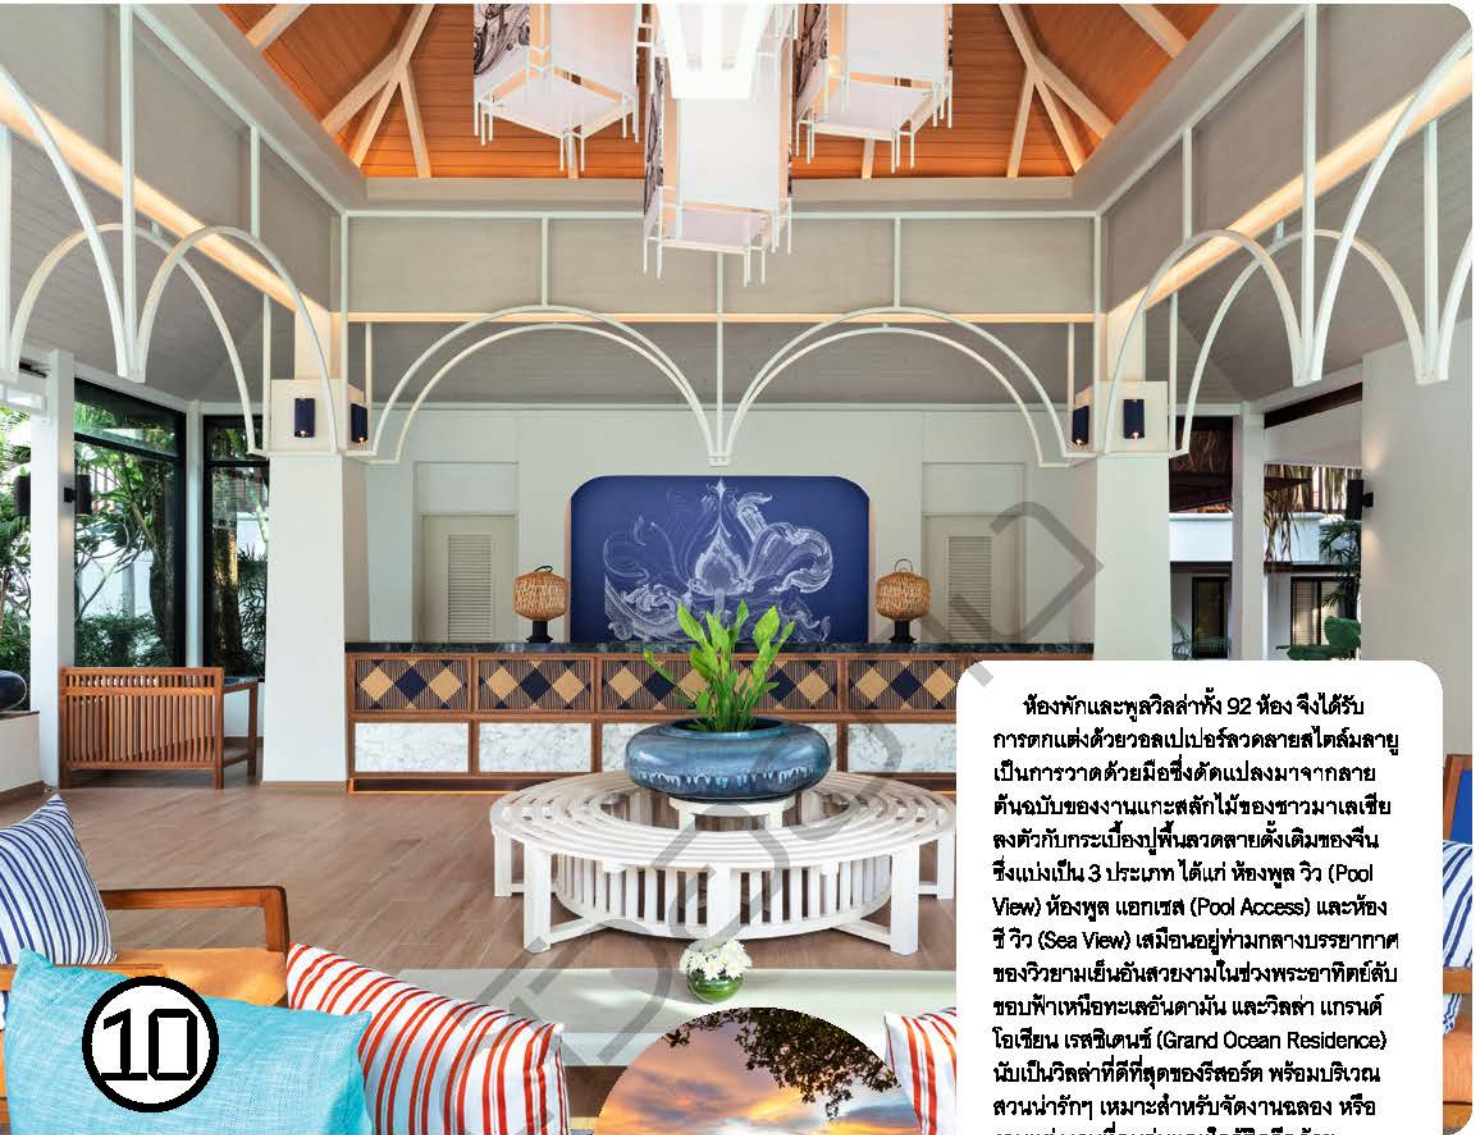 ห้องพักและพูลวิลล่าทั้ง 92 ห้อง จึงได้รับ
การตกแต่งด้วยวอลเปเปอร์ลวดลายสไตล์มลายู
เป็นการวาดด้วยมือซึ่งดัดแปลงมาจากลาย
ต้นฉบับของงานแกะสลักไม้ของชาวมาเลเซีย
ลงตัวกับกระเบื้องปูพื้นลวดลายดั้งเดิมของจีน
ซึ่งแบ่งเป็น 3 ประเภท ได้แก่ ห้องพูล วิว (Pool
View) ห้องพูล แอกเซส (Pool Access) และห้อง
ซี วิว (Sea View) เสมือนอยู่ท่ามกลางบรรยากาศ
ของวิวยามเย็นอันสวยงามในช่วงพระอาทิตย์ลับ
ขอบฟ้าเหนือทะเลอันดามัน และวิลล่า แกรนด์
โอเชียน เรสซิเดนซ์ (Grand Ocean Residence)
นับเป็นวิลล่าที่ดีที่สุดของรีสอร์ต พร้อมบริเวณ
สวนน่ารักๆ เหมาะสำหรับจัดงานฉลอง หรือ
10